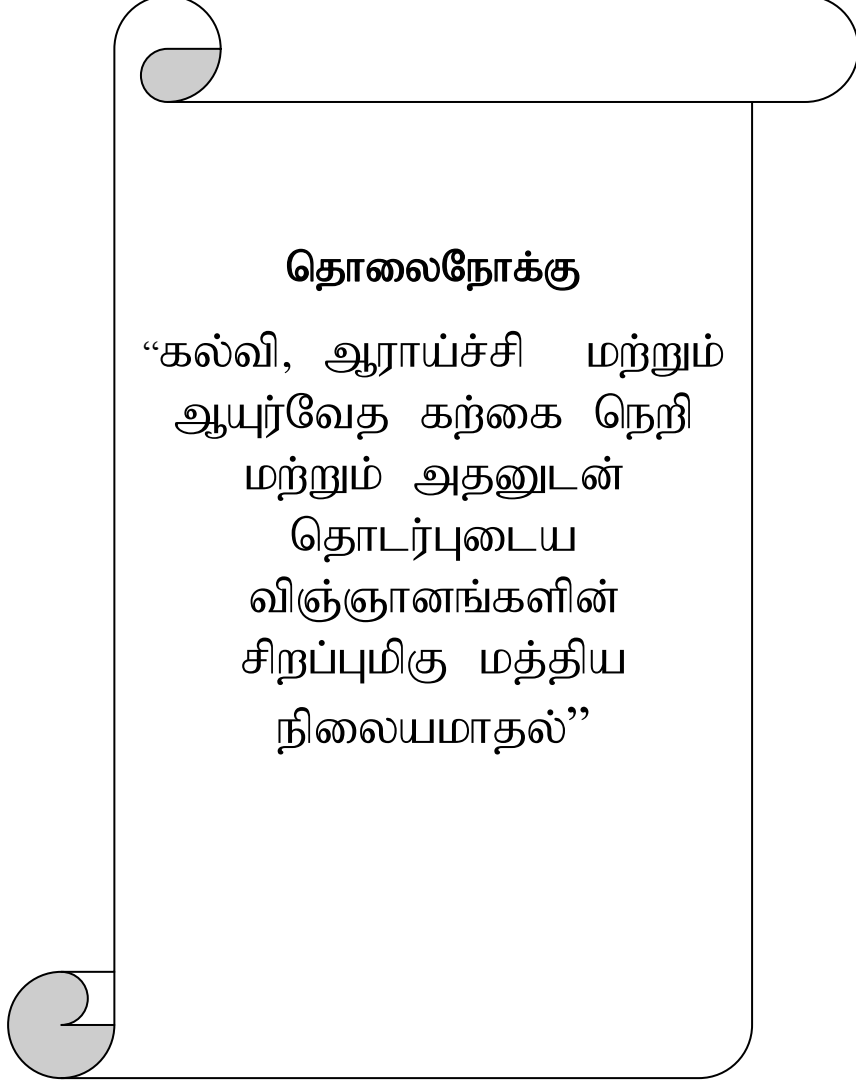 தொலைநோக்கு
“கல்வி, ஆராய்ச்சி மற்றும்
ஆயுர்வேத கற்கை நெறி
மற்றும் அதனுடன்
தொடர்புடைய
விஞ்ஞானங்களின்
சிறப்புமிகு மத்திய
நிலையமாதல்”